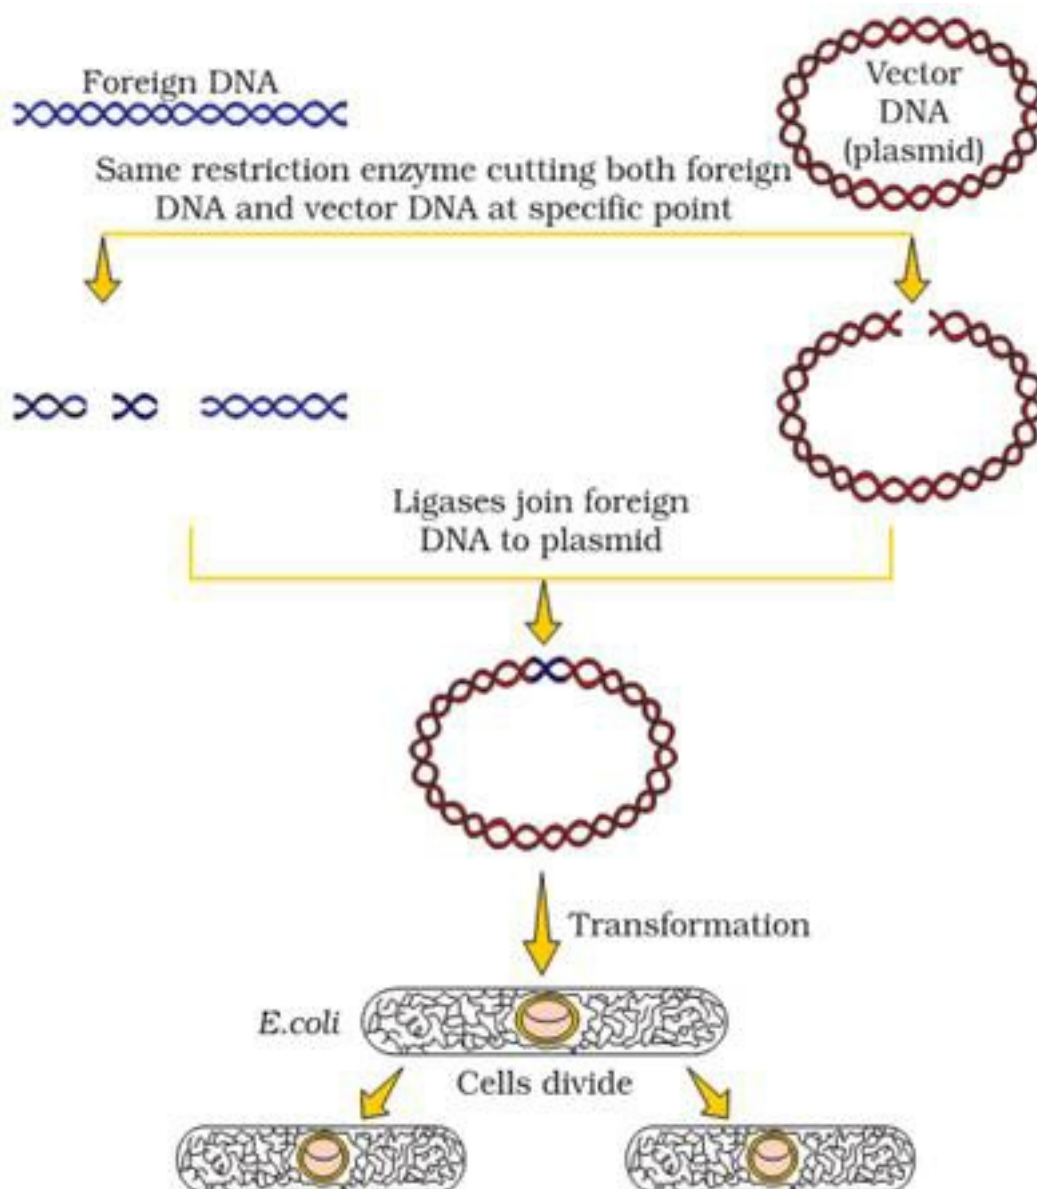 Foreign DNA
Vector
DNA
(plasmid)
Same restriction enzyme cutting both foreign
DNA and vector DNA at specific point
Ligases join foreign
DNA to plasmid
Transformation
E.coli
Cells divide